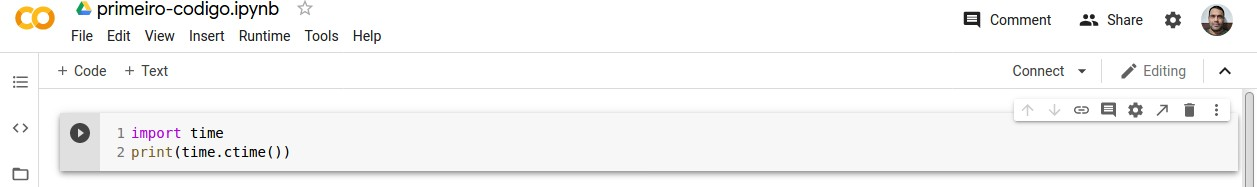 primeiro-codigo.ipynb
File Edit View Insert Runtime Tools Help
Comment Share
+ Code + Text
Connect Editing
1 import time
2 print(time.ctime())